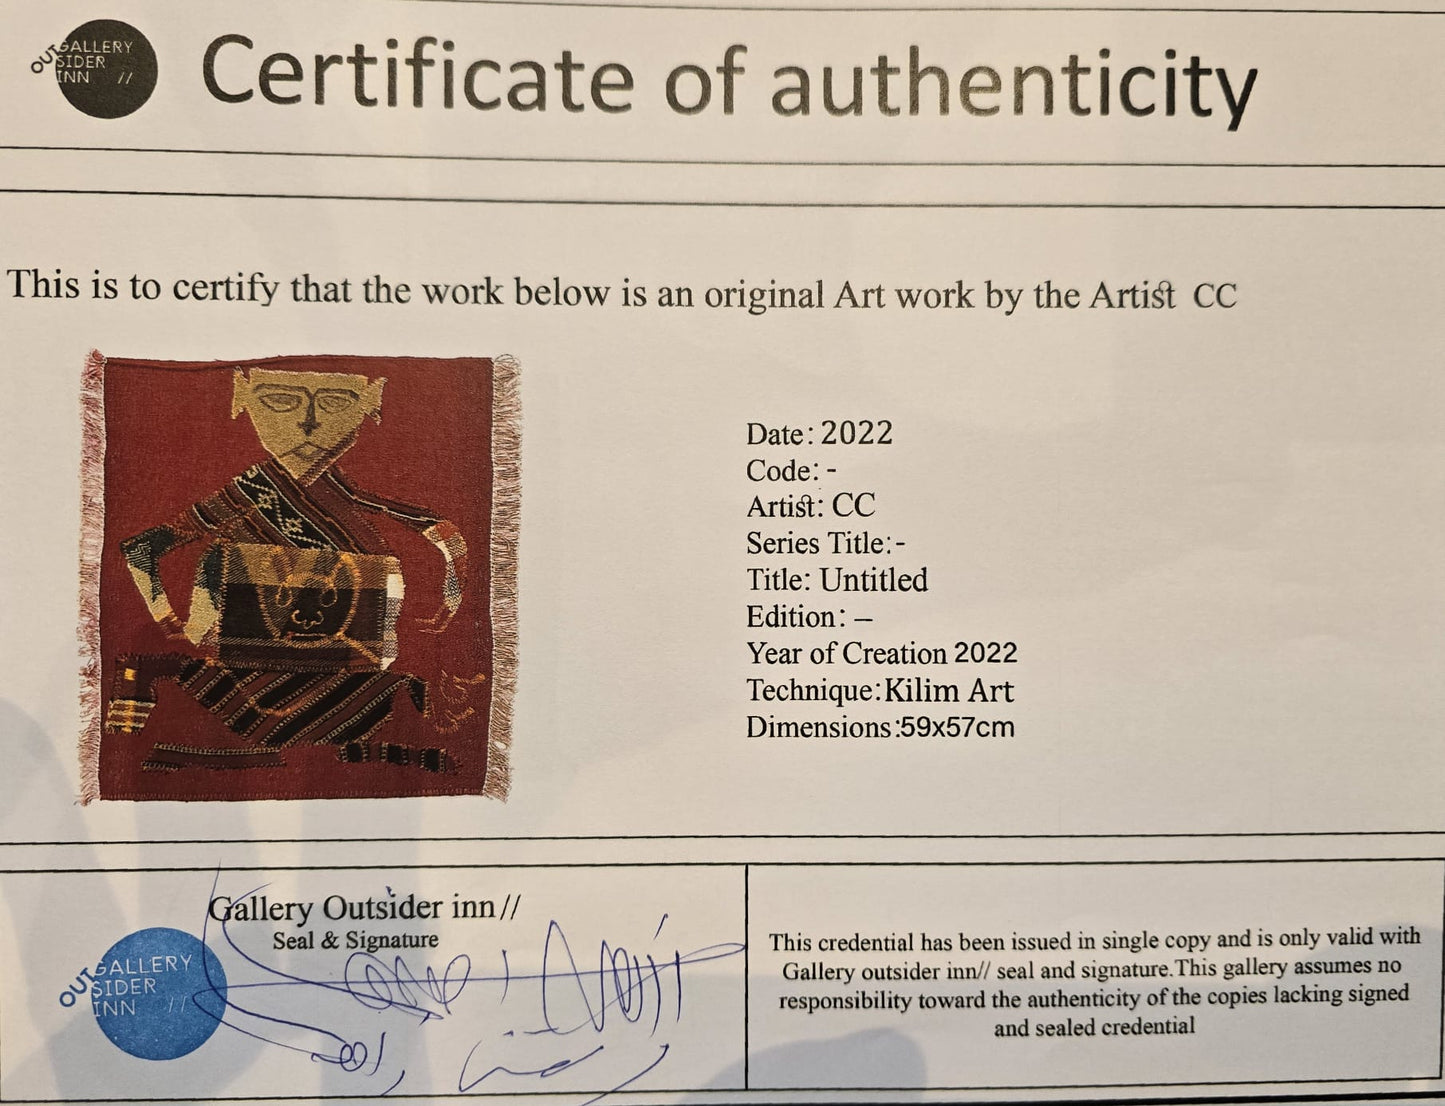 OUT
GALLERY
SIDER
INN //
Certificate of authenticity
This is to certify that the work below is an original Art work by the Artist CC
Date: 2022
Code: -
Artist: CC
Series Title:-
Title: Untitled
Edition: –
Year of Creation 2022
Technique:Kilim Art
Dimensions:59x57cm
Gallery Outsider inn//
Seal & Signature
OUT
GALLERY
SIDER
INN //
This credential has been issued in single copy and is only valid with
Gallery outsider inn// seal and signature.This gallery assumes no
responsibility toward the authenticity of the copies lacking signed
and sealed credential